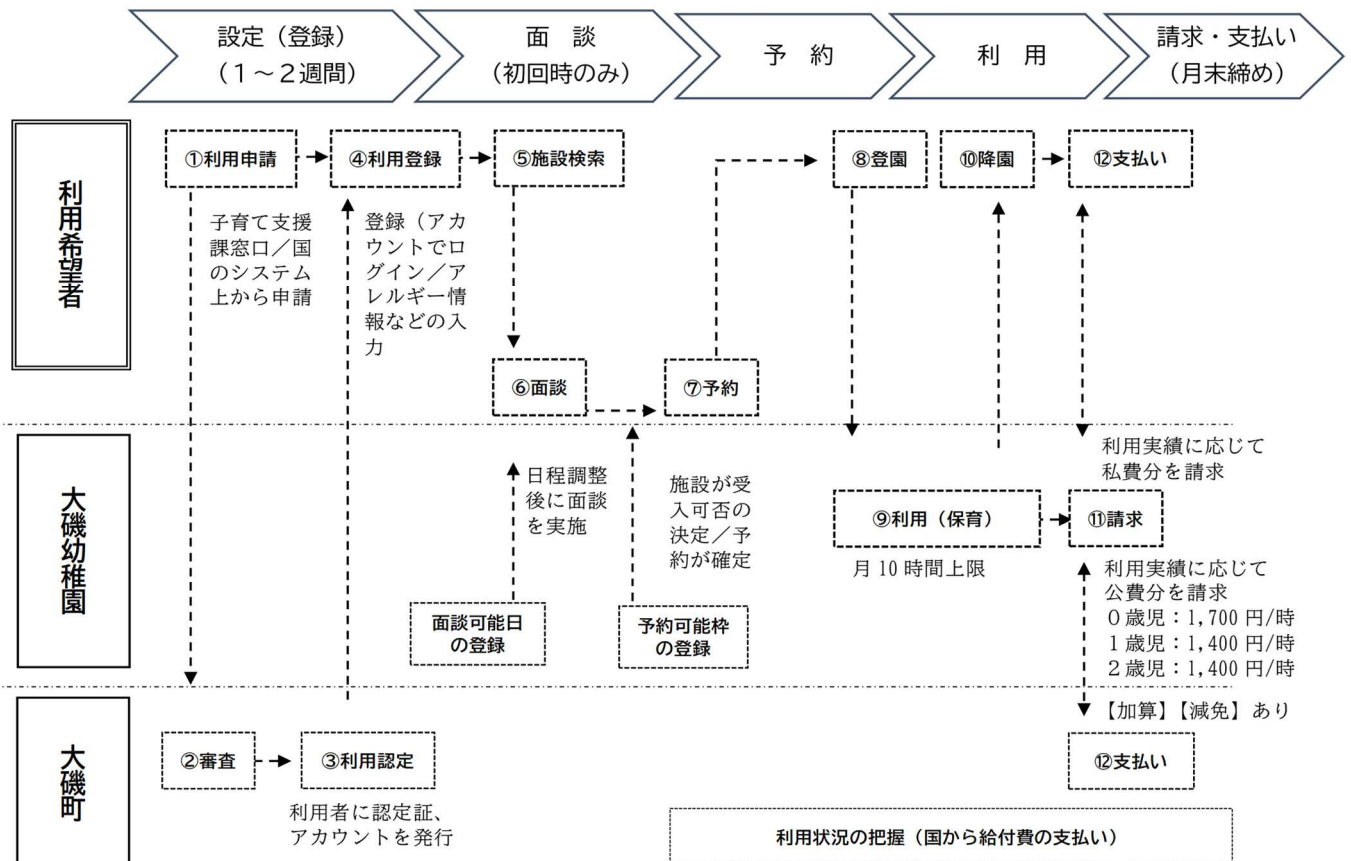 設定（登録）
（１～２週間）
面　談
（初回時のみ）
予　約
利　用
請求・支払い
（月末締め）
利用希望者
①利用申請
④利用登録
⑤施設検索
⑧登園
⑩降園
⑫支払い
子育て支援
課窓口／国
のシステム
上から申請
登録（アカ
ウントでロ
グイン／ア
レルギー情
報などの入
力
⑥面談
⑦予約
大磯幼稚園
日程調整
後に面談
を実施
施設が受
入可否の
決定／予
約が確定
利用実績に応じて
私費分を請求
⑨利用（保育）
⑪請求
月10時間上限
利用実績に応じて
公費分を請求
０歳児：1,700円/時
１歳児：1,400円/時
２歳児：1,400円/時
面談可能日
の登録
予約可能枠
の登録
大磯町
【加算】【減免】あり
②審査
③利用認定
⑫支払い
利用者に認定証、
アカウントを発行
利用状況の把握（国から給付費の支払い）